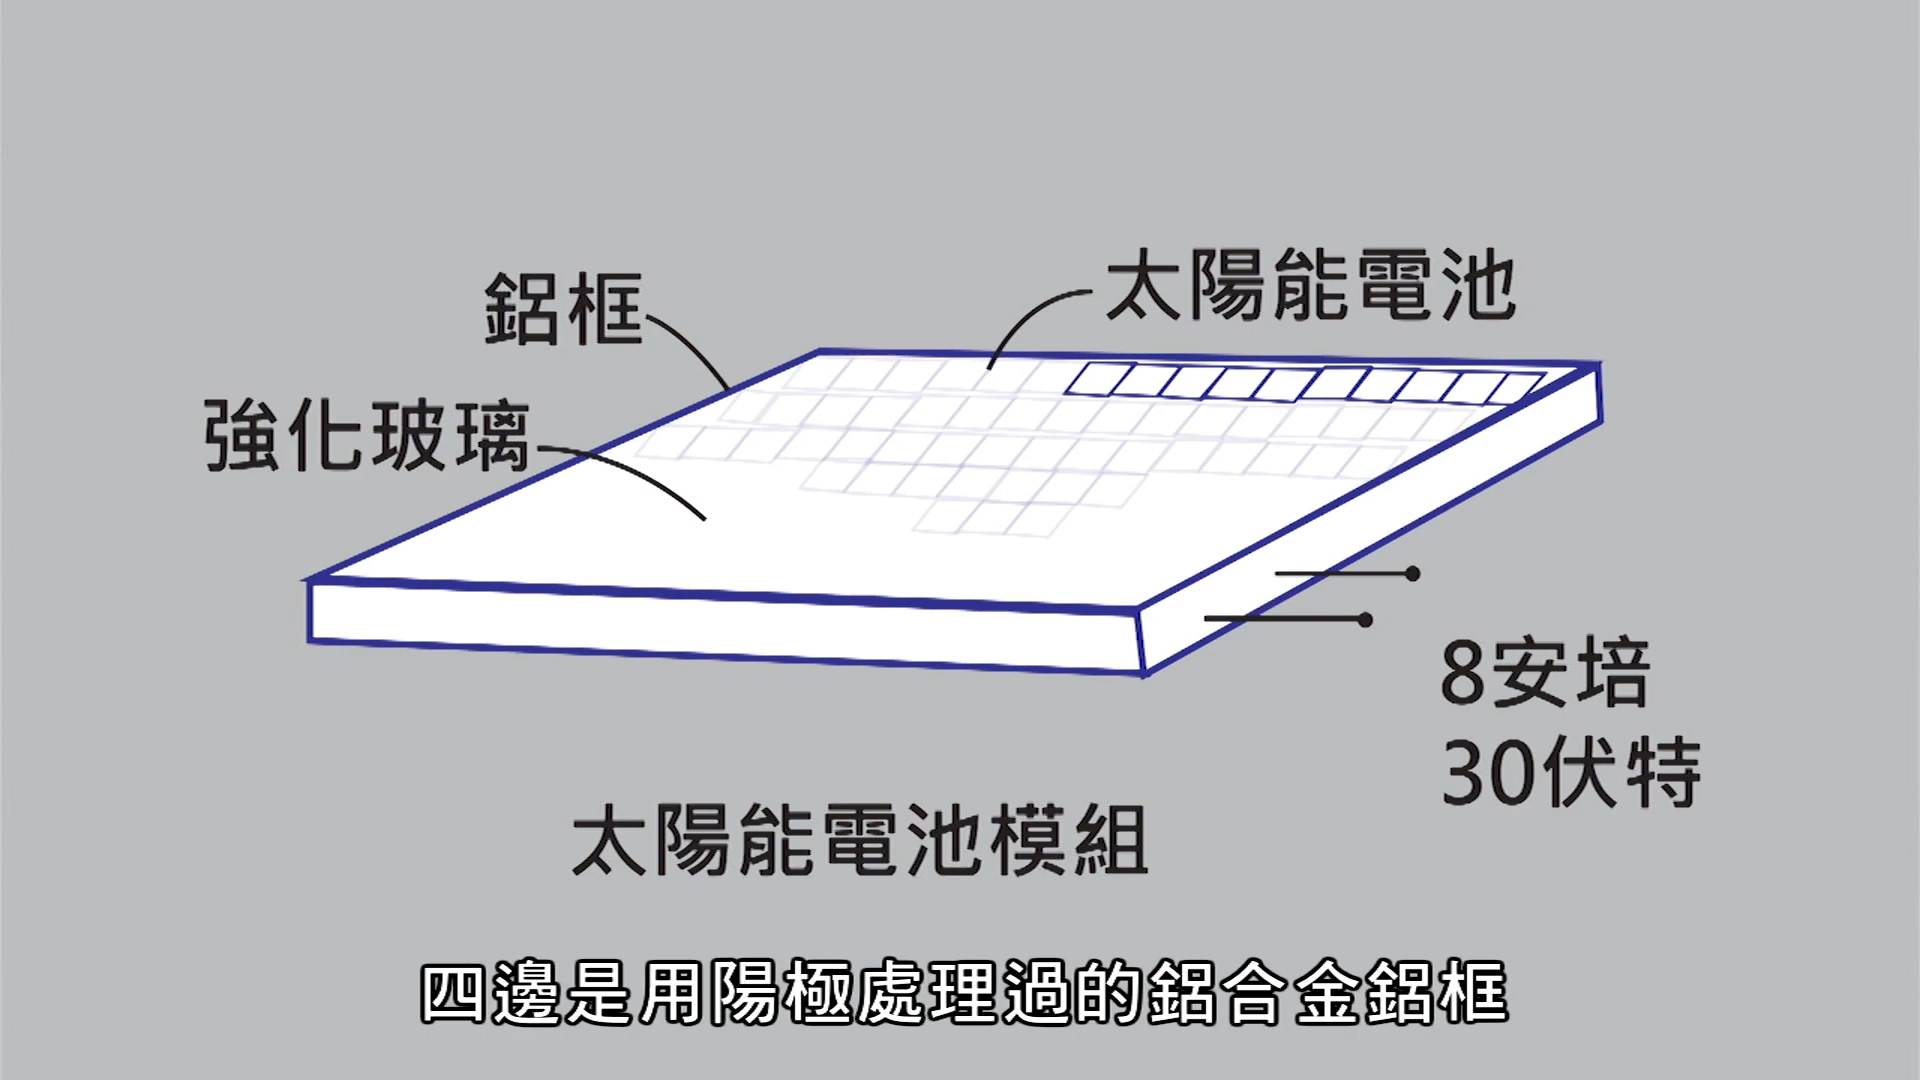 太陽能電池
鋁框
強化玻璃
8安培
30伏特
太陽能電池模組
四邊是用陽極處理過的鋁合金鋁框